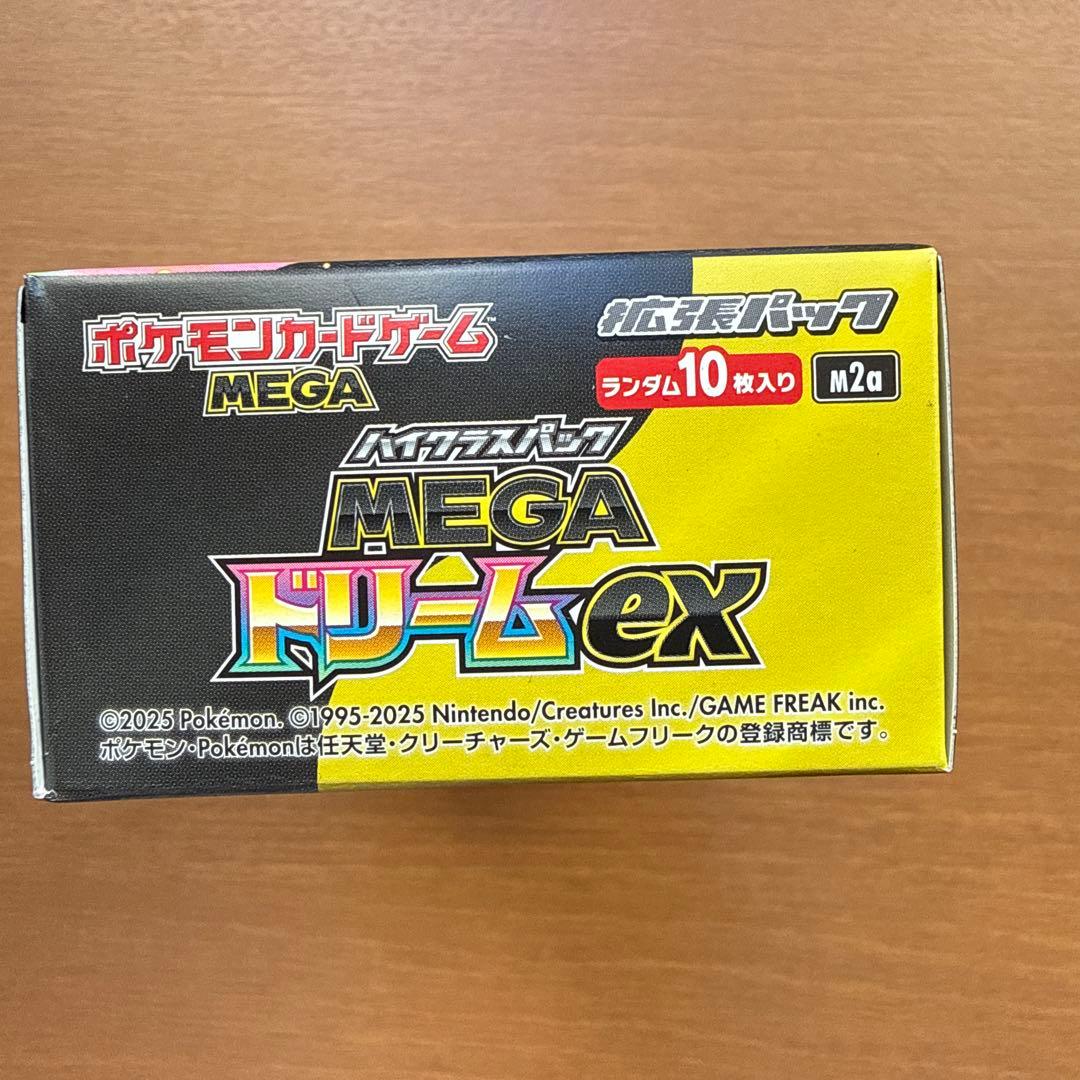 ポケモンカードゲーム™
MEGA
拡張パック
ランダム10枚入り M2a
ハイクラスパック
MEGA
ドリームex
©2025 Pokémon. ©1995-2025 Nintendo/Creatures Inc./GAME FREAK inc.
ポケモン・Pokémonは任天堂・クリーチャーズ・ゲームフリークの登録商標です。